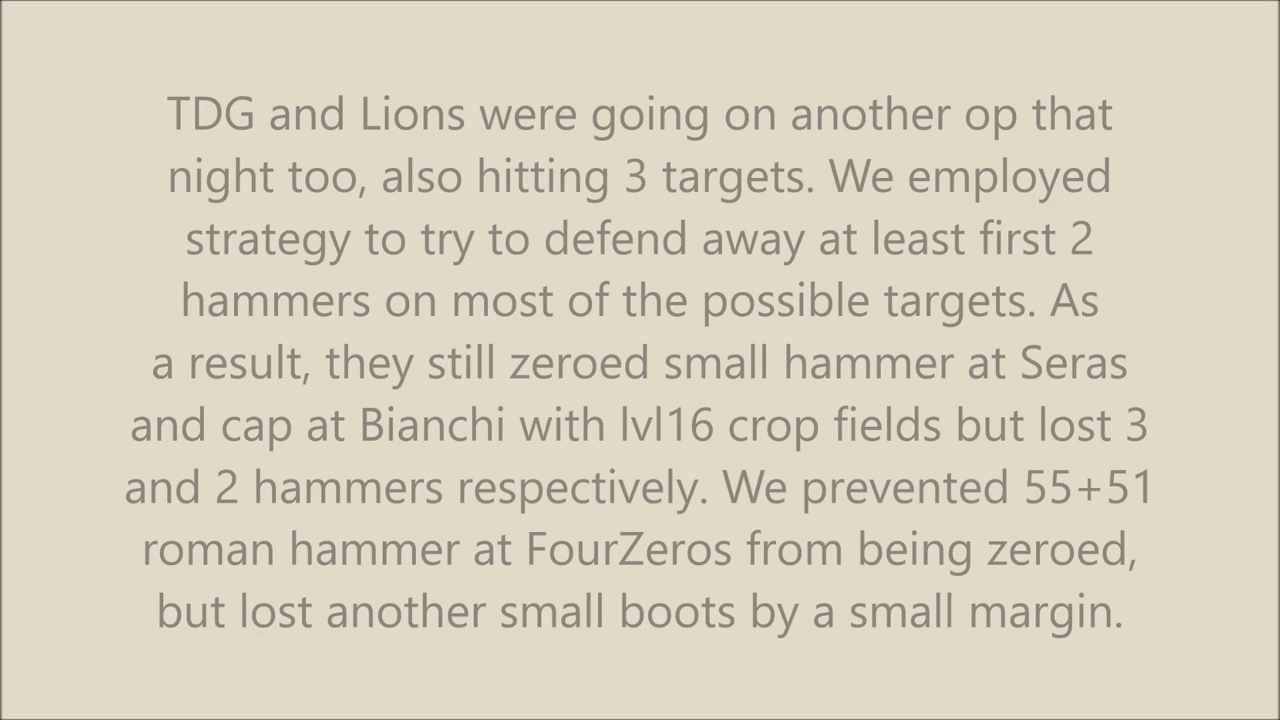 TDG and Lions were going on another op that
night too, also hitting 3 targets. We employed
strategy to try to defend away at least first 2
hammers on most of the possible targets. As
a result, they still zeroed small hammer at Seras
and cap at Bianchi with lvl16 crop fields but lost 3
and 2 hammers respectively. We prevented 55+51
roman hammer at FourZeros from being zeroed,
but lost another small boots by a small margin.